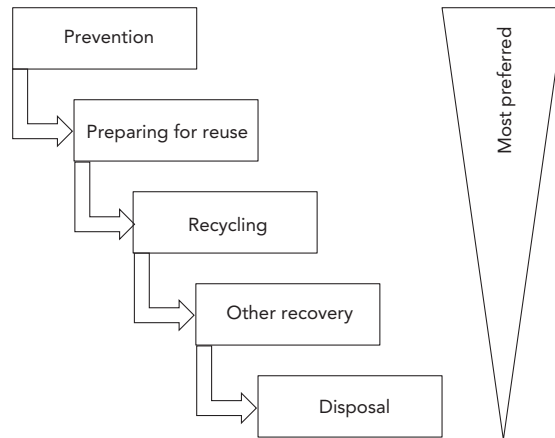 Prevention
Most preferred
Preparing for reuse
Recycling
Other recovery
Disposal